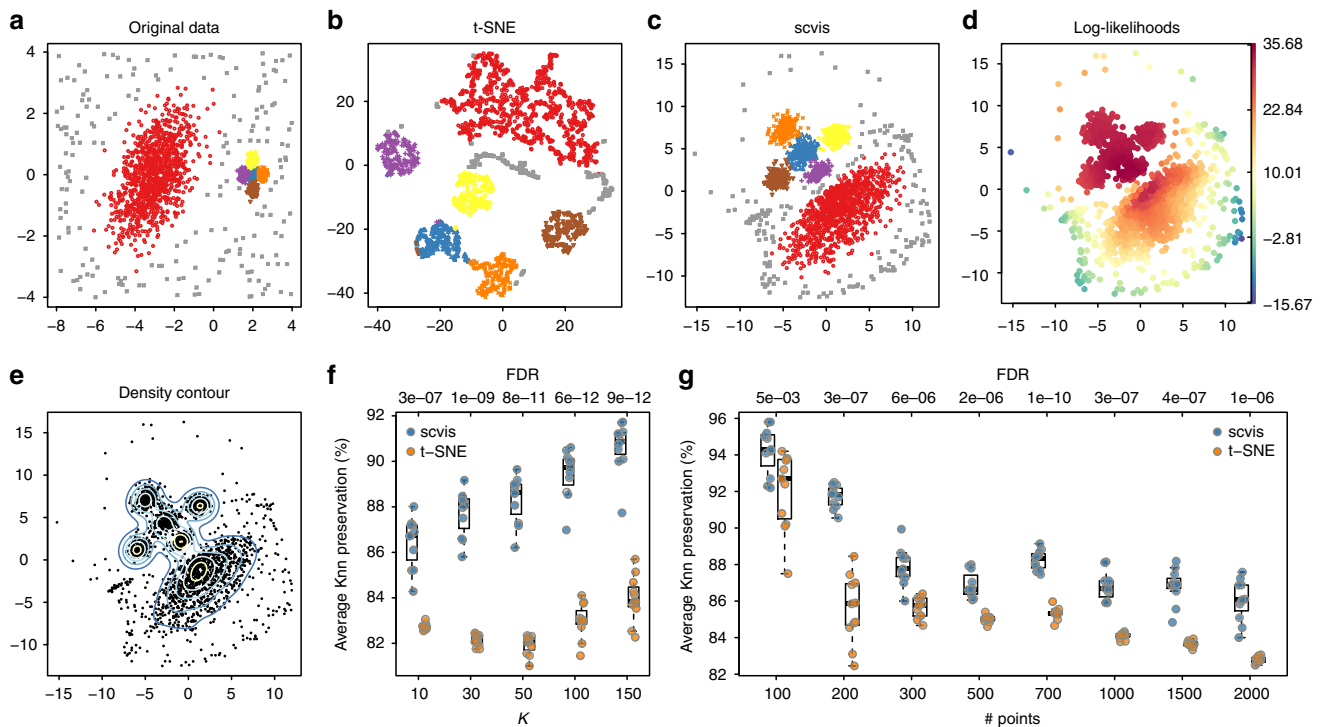 a
Original data
4
2
0
−2
−4
−8 −6 −4 −2 0 2 4
b
t-SNE
20
0
−20
−40
−40 −20 0 20
c
scvis
15
10
5
0
−5
−10
−15 −10 −5 0 5 10
d
Log-likelihoods
15
10
5
0
−5
−10
−15 −10 −5 0 5 10
35.68
22.84
10.01
−2.81
−15.67
e
Density contour
15
10
5
0
−5
−10
−15 −10 −5 0 5 10
f
FDR
3e−07 1e−09 8e−11 6e−12 9e−12
scvis
t−SNE
Average Knn preservation (%)
92
90
88
86
84
82
10 30 50 100 150
K
g
FDR
5e−03 3e−07 6e−06 2e−06 1e−10 3e−07 4e−07 1e−06
scvis
t−SNE
Average Knn preservation (%)
96
94
92
90
88
86
84
82
100 200 300 500 700 1000 1500 2000
# points